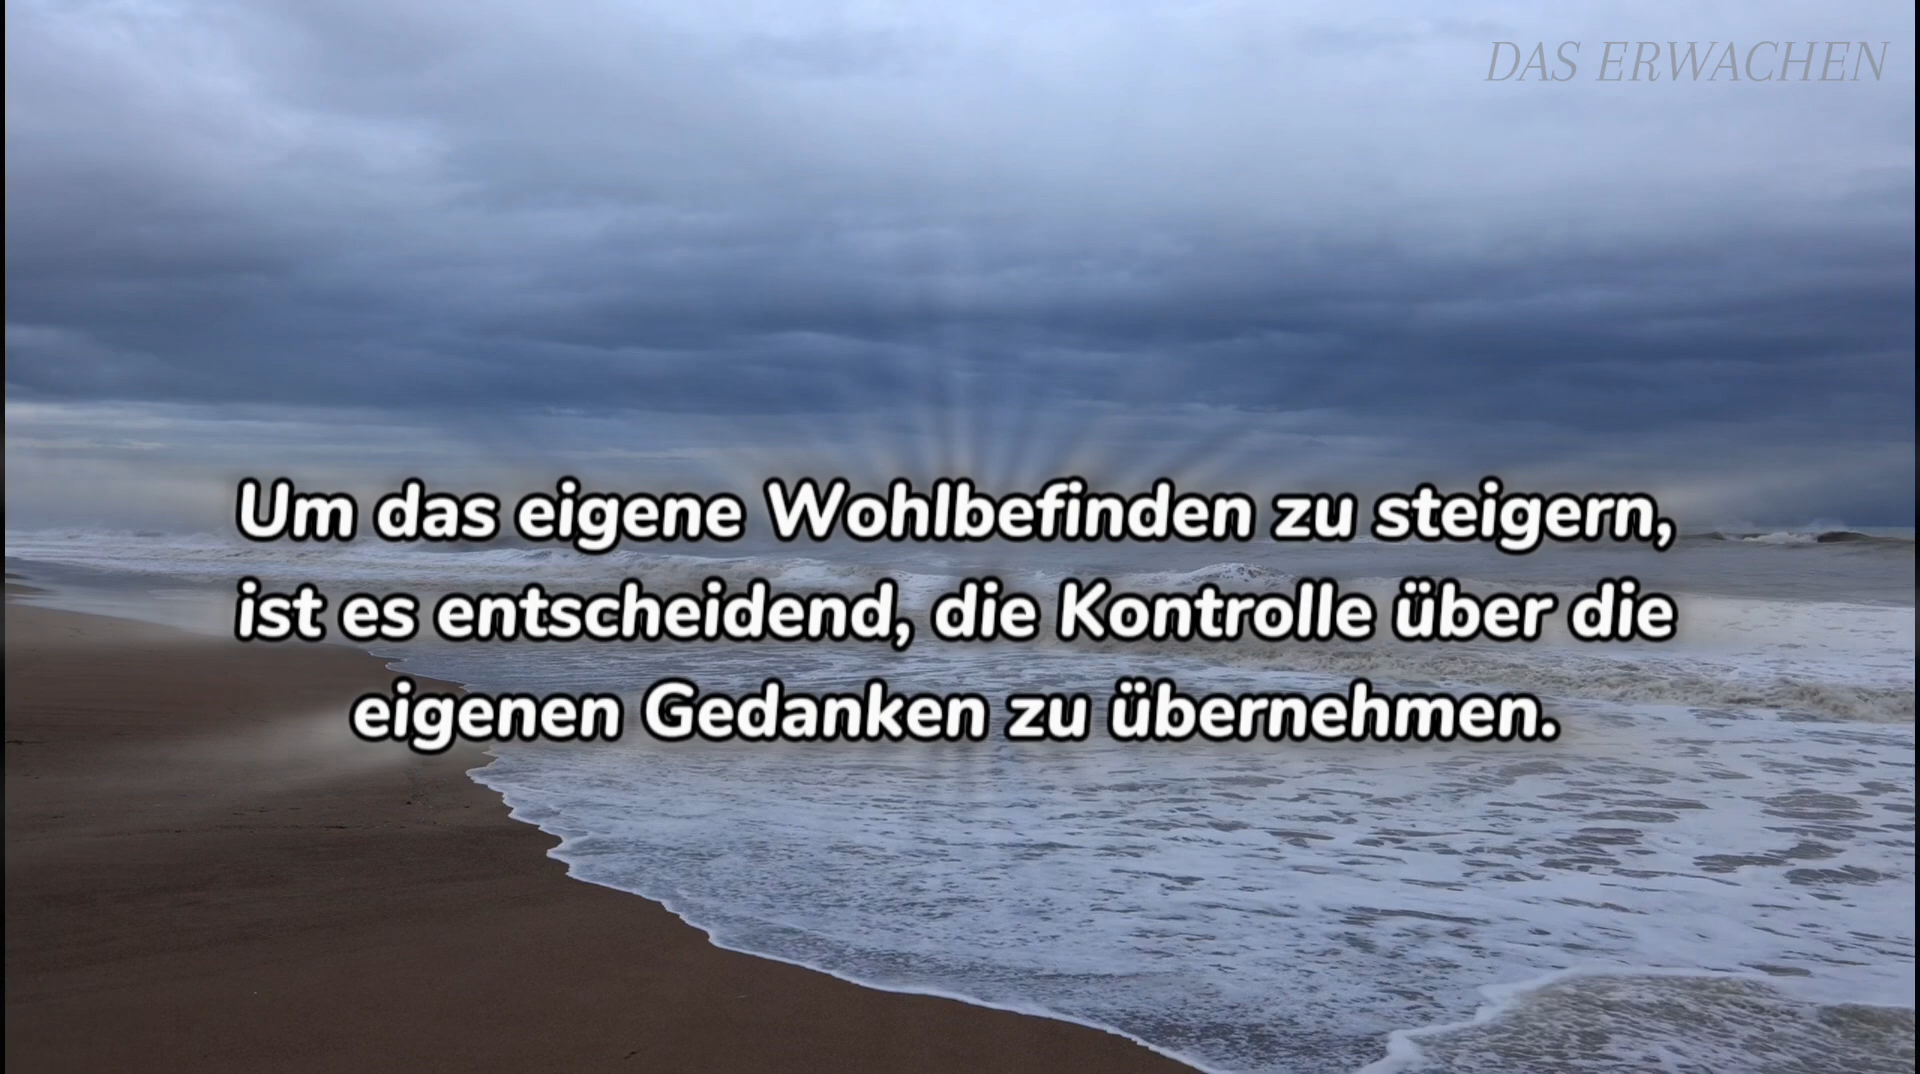 DAS ERWACHEN
Um das eigene Wohlbefinden zu steigern,
ist es entscheidend, die Kontrolle über die
eigenen Gedanken zu übernehmen.